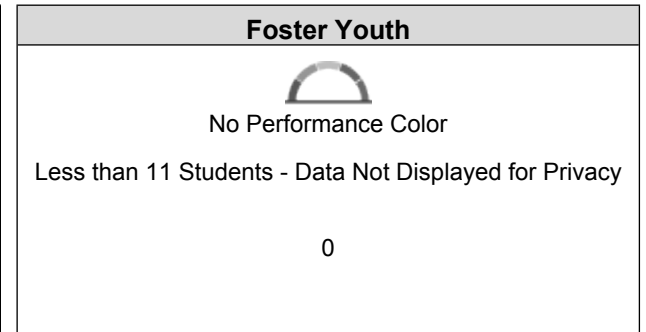 Foster Youth
No Performance Color
Less than 11 Students - Data Not Displayed for Privacy
0